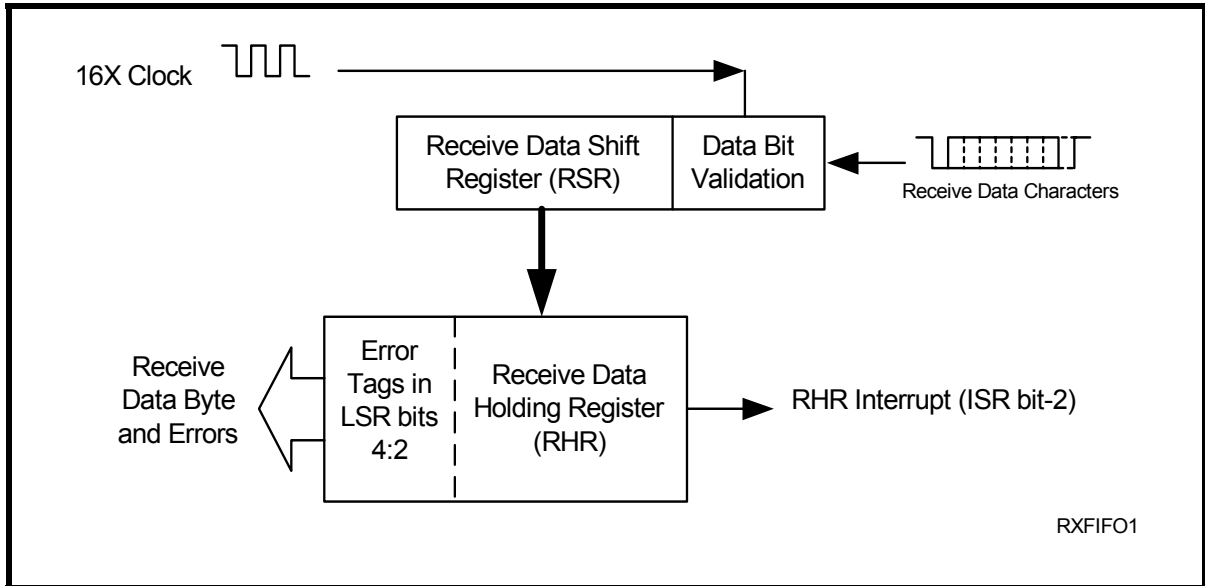 16X Clock
Receive Data Shift
Register (RSR)
Data Bit
Validation
Receive Data Characters
Receive
Data Byte
and Errors
Error
Tags in
LSR bits
4:2
Receive Data
Holding Register
(RHR)
RHR Interrupt (ISR bit-2)
RXFIFO1